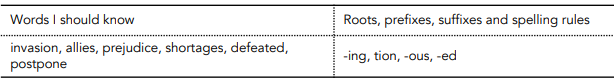 Words I should know
Roots, prefixes, suffixes and spelling rules
invasion, allies, prejudice, shortages, defeated,
postpone
-ing, tion, -ous, -ed